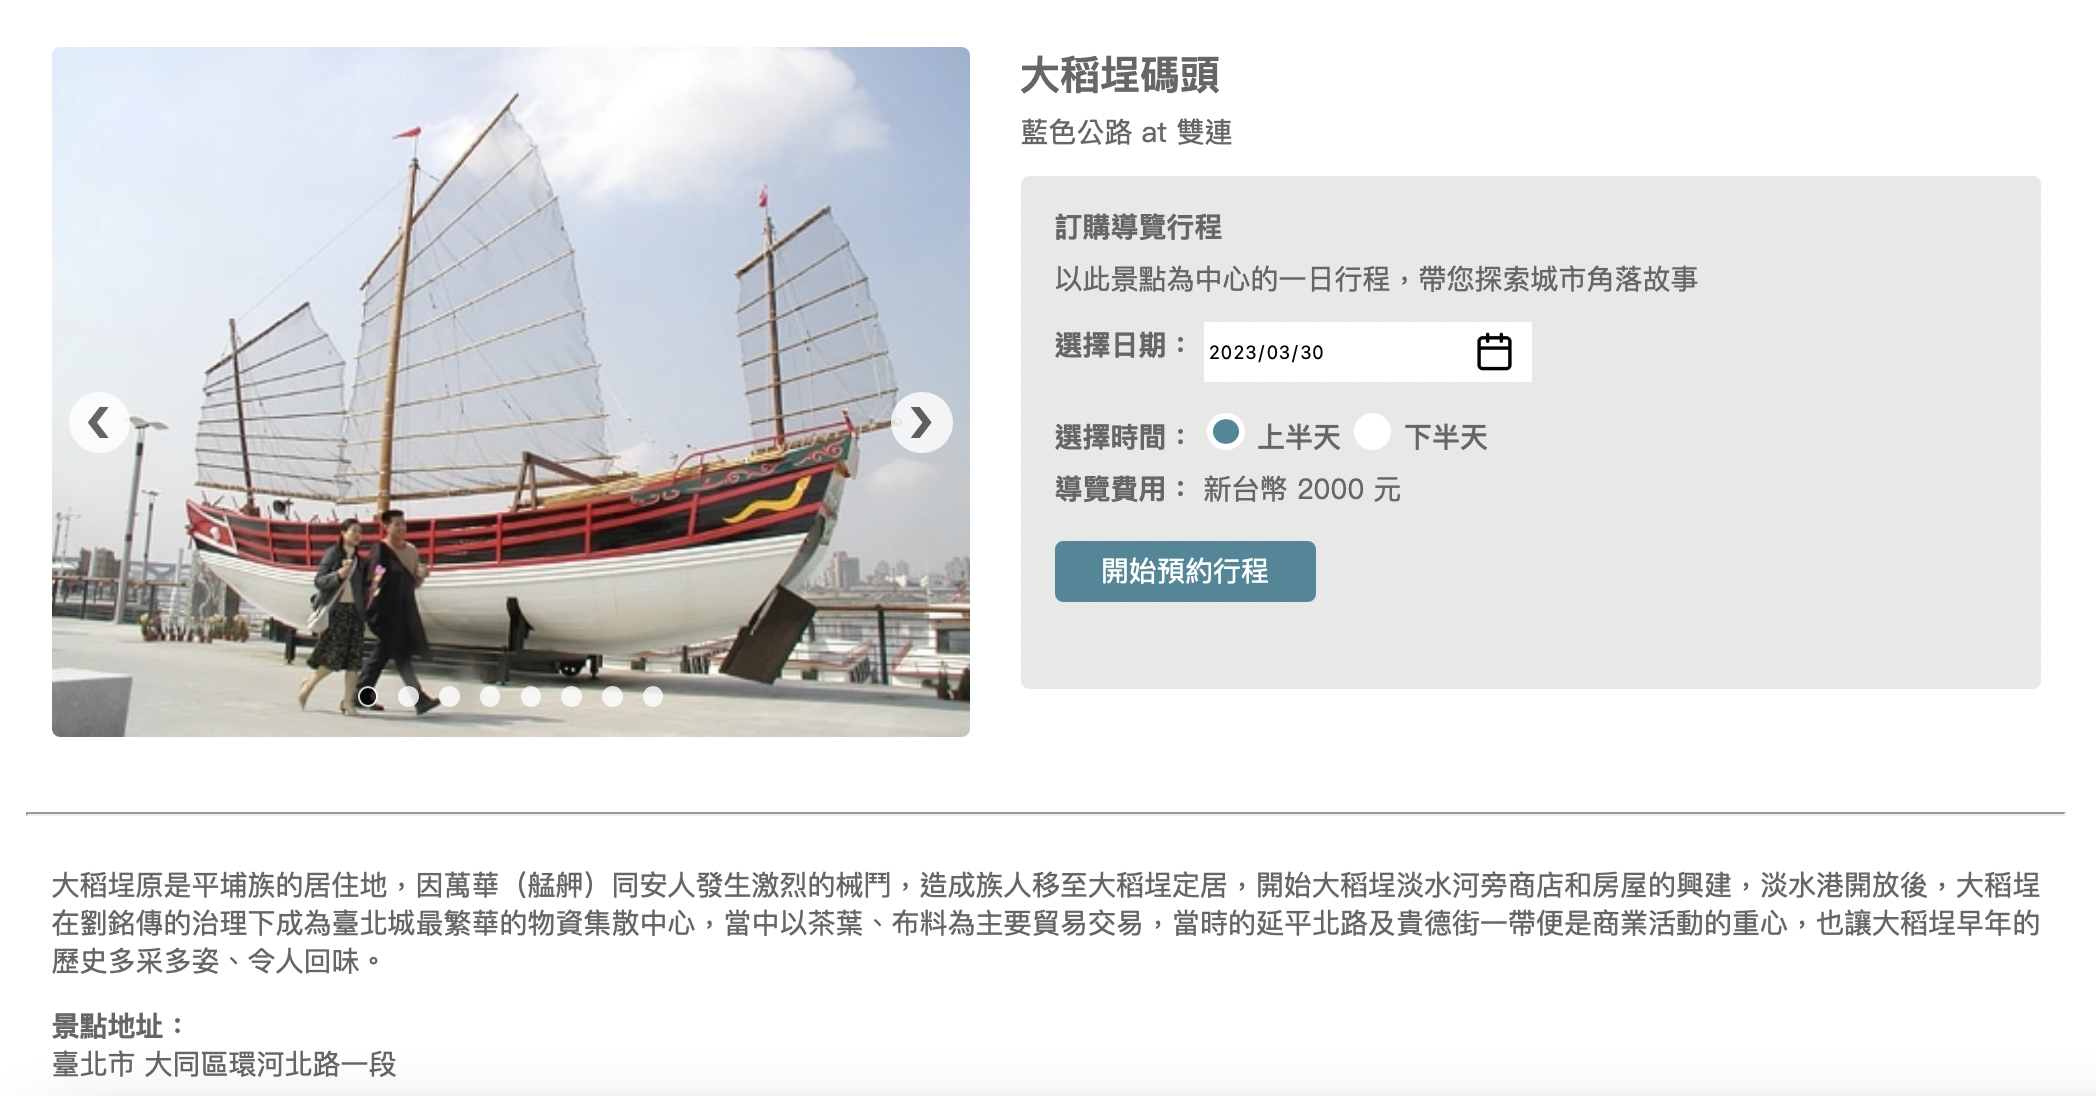 大稻埕碼頭
藍色公路 at 雙連
訂購導覽行程
以此景點為中心的一日行程，帶您探索城市角落故事
選擇日期： 2023/03/30
選擇時間： 上半天 下半天
導覽費用： 新台幣 2000 元
開始預約行程
大稻埕原是平埔族的居住地，因萬華（艋舺）同安人發生激烈的械鬥，造成族人移至大稻埕定居，開始大稻埕淡水河旁商店和房屋的興建，淡水港開放後，大稻埕
在劉銘傳的治理下成為臺北城最繁華的物資集散中心，當中以茶葉、布料為主要貿易交易，當時的延平北路及貴德街一帶便是商業活動的重心，也讓大稻埕早年的
歷史多采多姿、令人回味。
景點地址：
臺北市 大同區環河北路一段